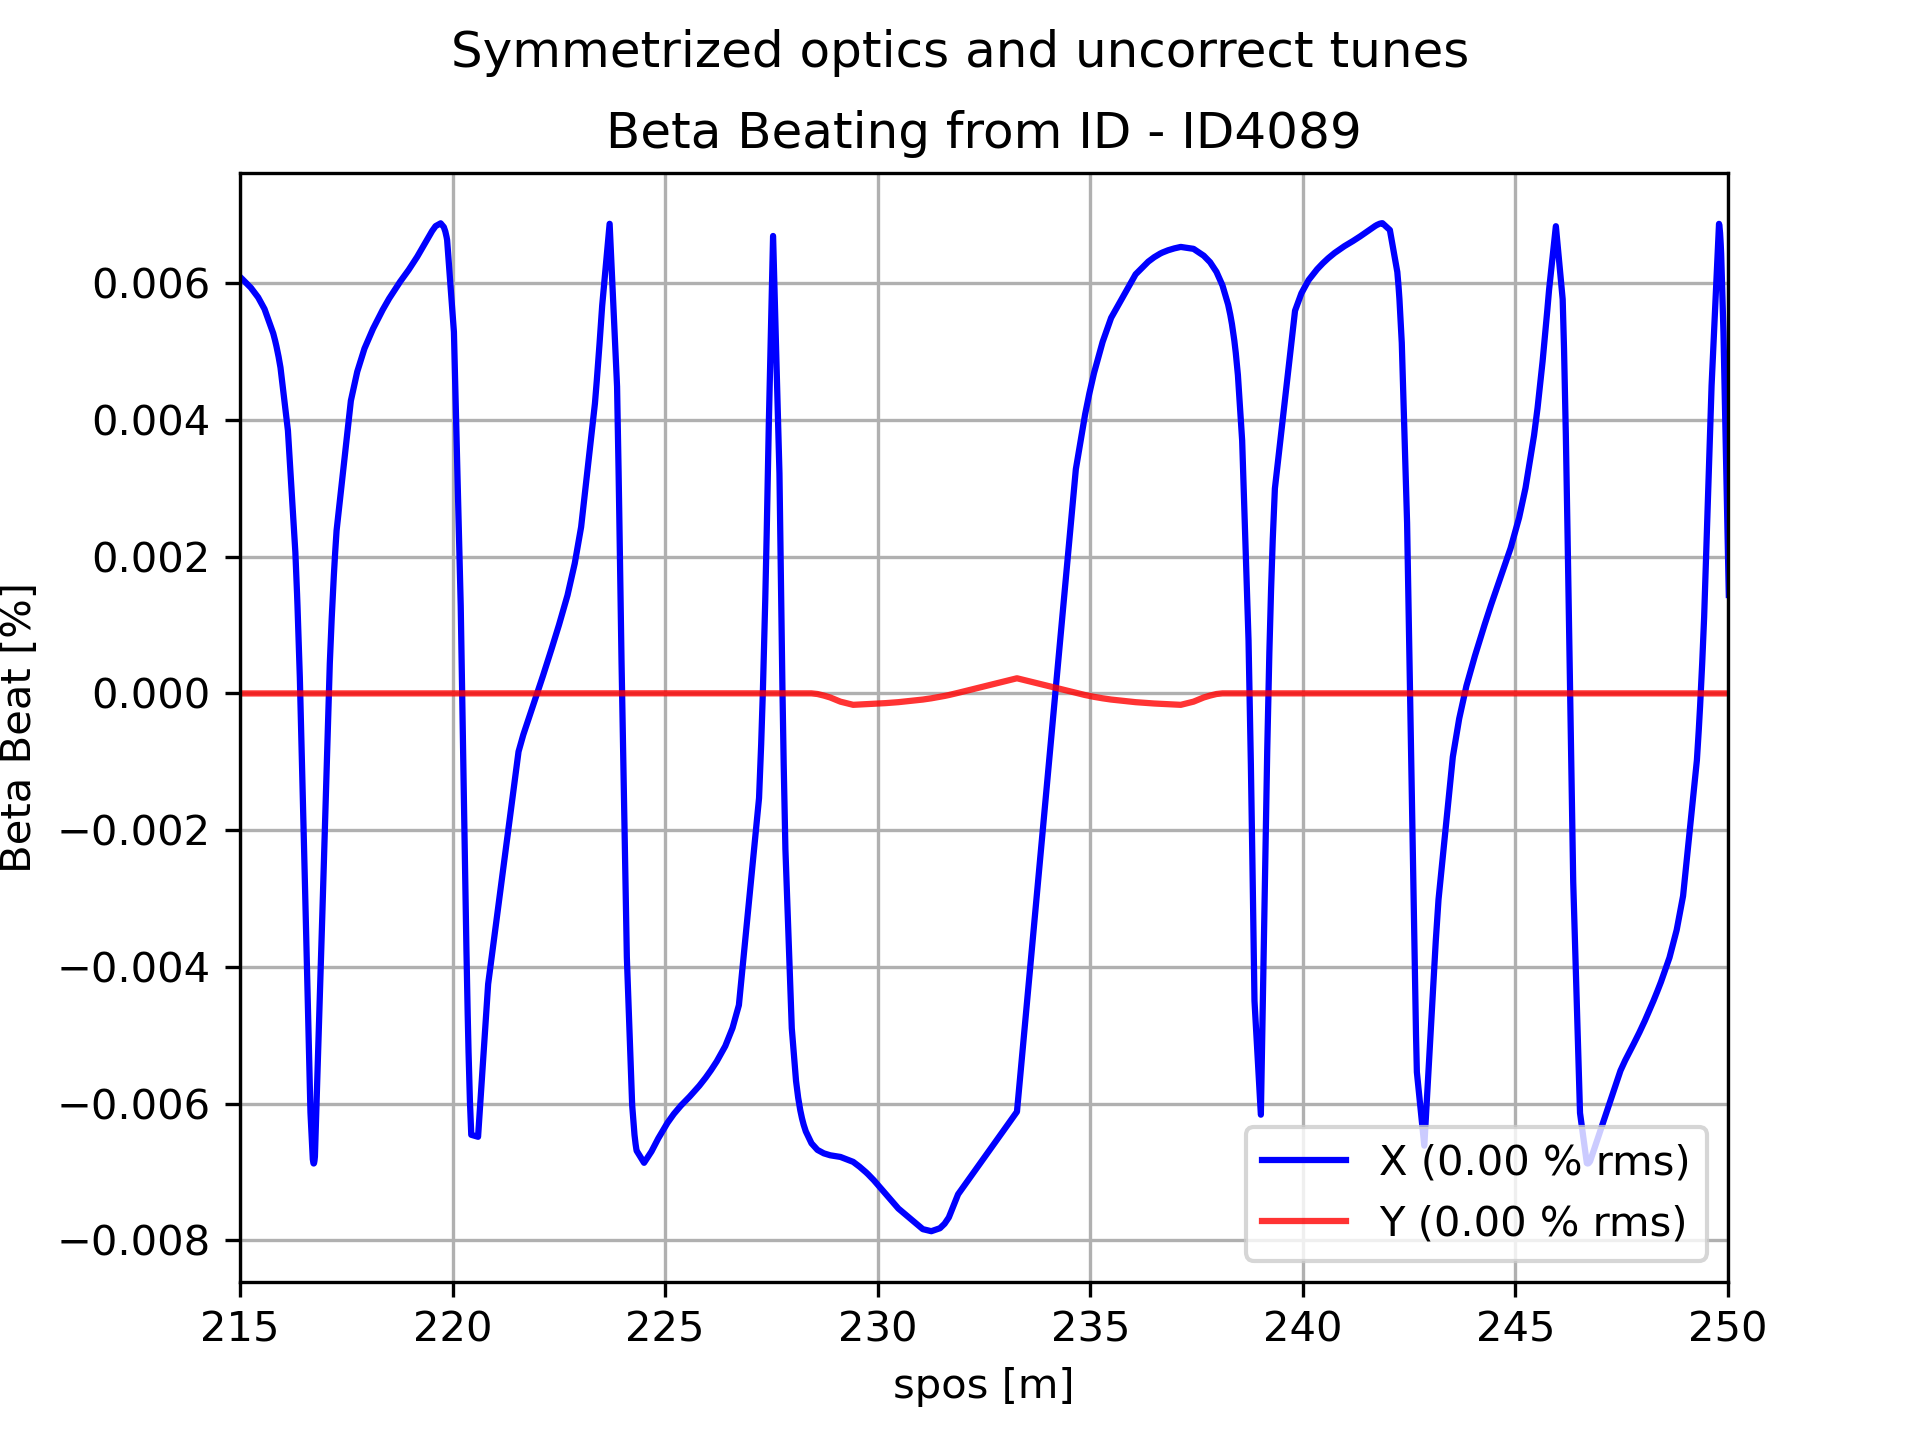 Symmetrized optics and uncorrect tunes
Beta Beating from ID - ID4089
Beta Beat [%]
0.006
0.004
0.002
0.000
−0.002
−0.004
−0.006
−0.008
215 220 225 230 235 240 245 250
spos [m]
X (0.00 % rms)
Y (0.00 % rms)